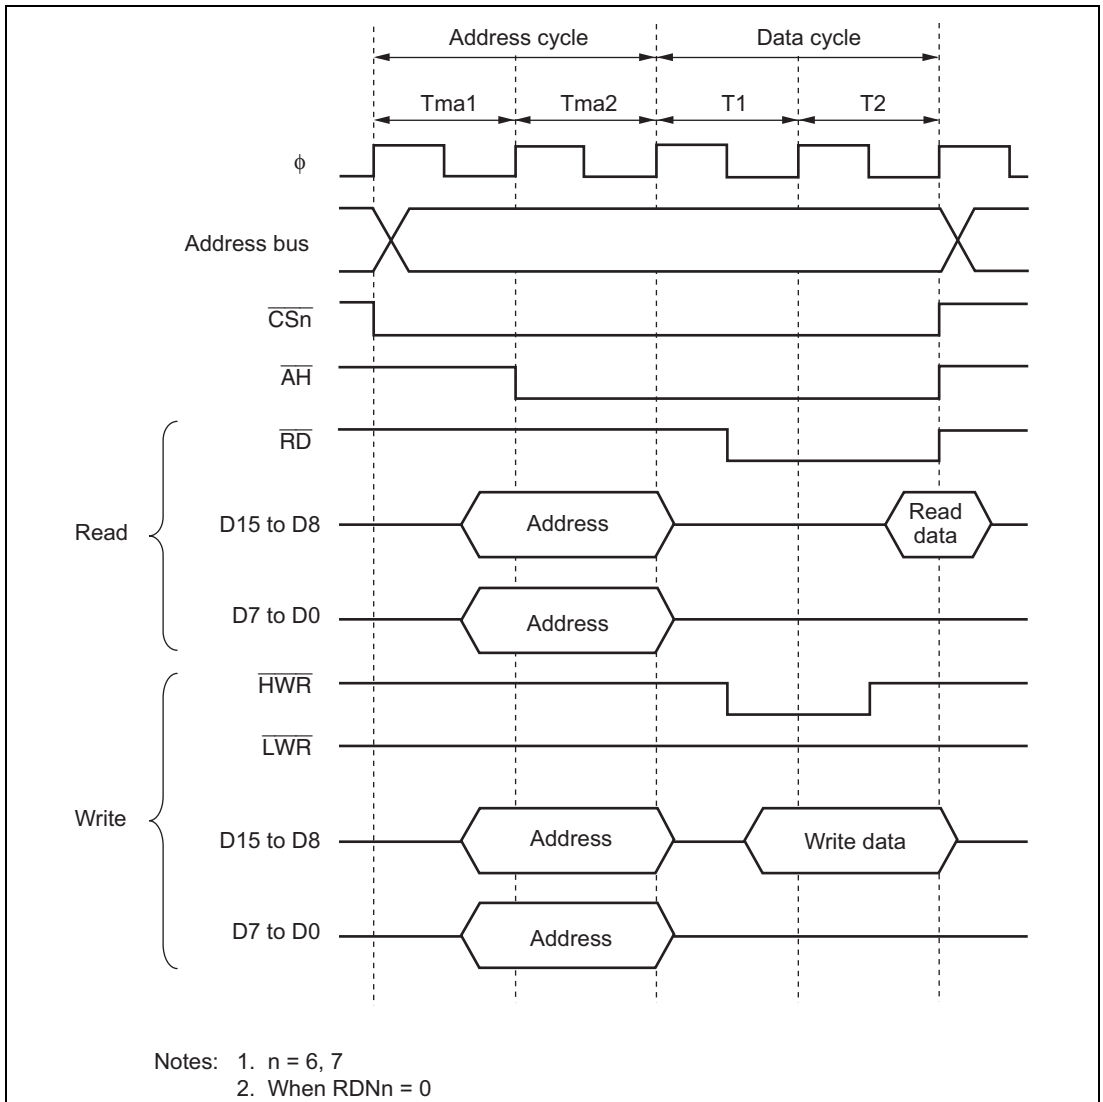 Address cycle Data cycle
Tma1 Tma2 T1 T2
ϕ
Address bus
CSn
AH
RD
Read
D15 to D8 Address Read data
D7 to D0 Address
HWR
LWR
Write
D15 to D8 Address Write data
D7 to D0 Address
Notes: 1. n = 6, 7
2. When RDNn = 0